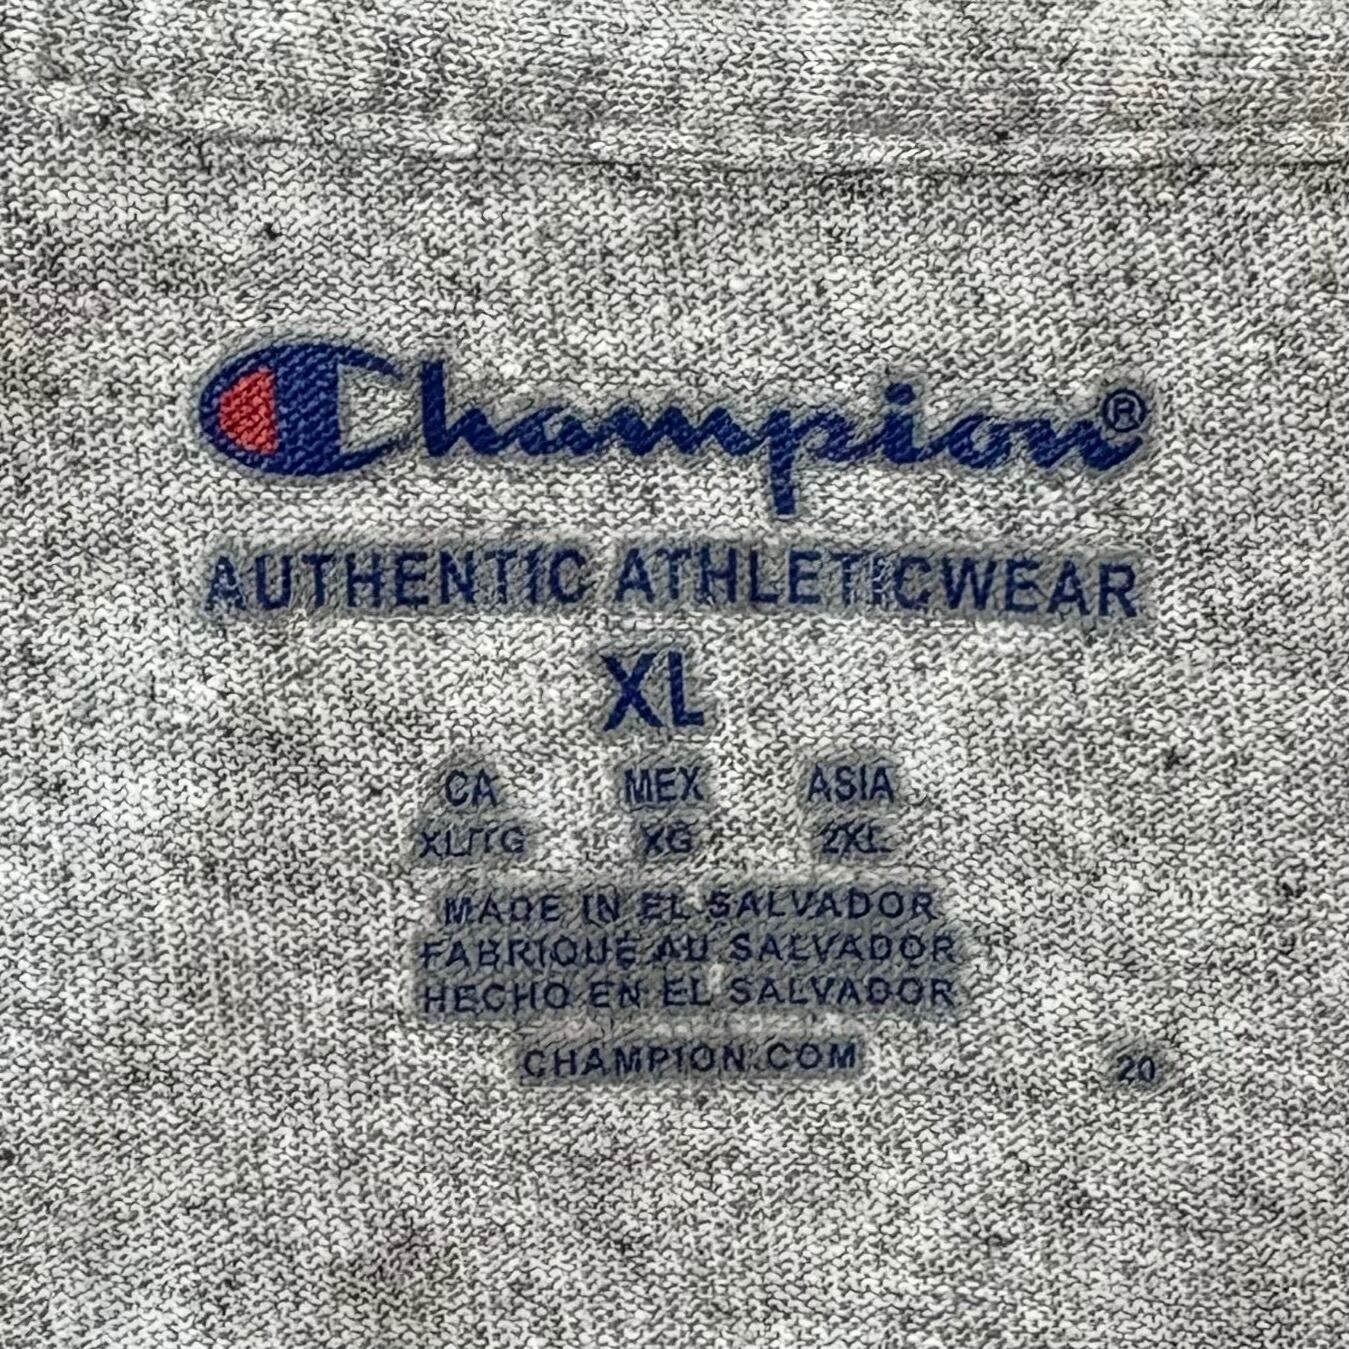 Champion®
AUTHENTIC ATHLETICWEAR
XL
CA MEX ASIA
XL/TG XG 2XL
MADE IN EL SALVADOR
FABRIQUÉ AU SALVADOR
HECHO EN EL SALVADOR
CHAMPION.COM
20